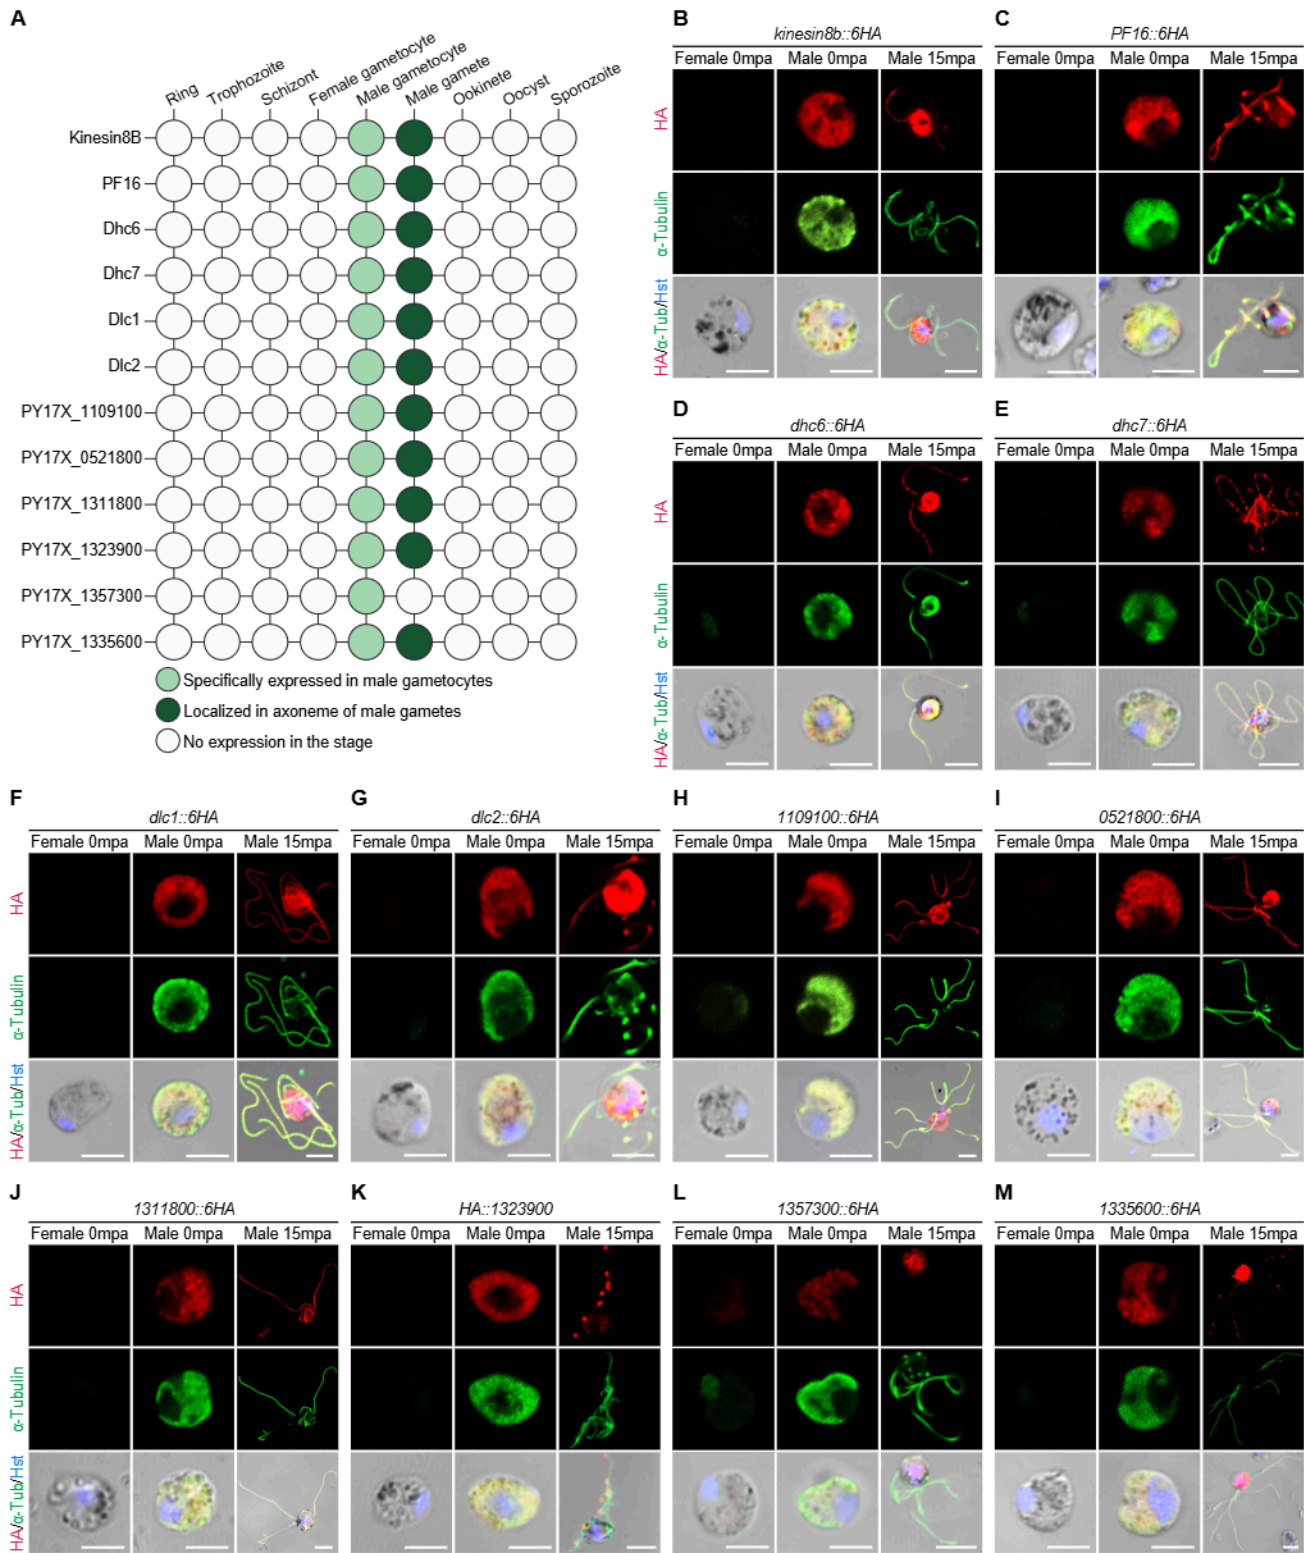 A
Ring
Trophozoite
Schizont
Female gametocyte
Male gametocyte
Male gamete
Ookinete
Oocyst
Sporozoite
Kinesin8B
PF16
Dhc6
Dhc7
Dlc1
Dlc2
PY17X_1109100
PY17X_0521800
PY17X_1311800
PY17X_1323900
PY17X_1357300
PY17X_1335600
Specifically expressed in male gametocytes
Localized in axoneme of male gametes
No expression in the stage
B
kinesin8b::6HA
Female 0mpa Male 0mpa Male 15mpa
HA
α-Tubulin
HA/α-Tub/Hst
C
PF16::6HA
Female 0mpa Male 0mpa Male 15mpa
D
dhc6::6HA
Female 0mpa Male 0mpa Male 15mpa
HA
α-Tubulin
HA/α-Tub/Hst
E
dhc7::6HA
Female 0mpa Male 0mpa Male 15mpa
F
dlc1::6HA
Female 0mpa Male 0mpa Male 15mpa
HA
α-Tubulin
HA/α-Tub/Hst
G
dlc2::6HA
Female 0mpa Male 0mpa Male 15mpa
H
1109100::6HA
Female 0mpa Male 0mpa Male 15mpa
I
0521800::6HA
Female 0mpa Male 0mpa Male 15mpa
J
1311800::6HA
Female 0mpa Male 0mpa Male 15mpa
HA
α-Tubulin
HA/α-Tub/Hst
K
HA::1323900
Female 0mpa Male 0mpa Male 15mpa
L
1357300::6HA
Female 0mpa Male 0mpa Male 15mpa
M
1335600::6HA
Female 0mpa Male 0mpa Male 15mpa